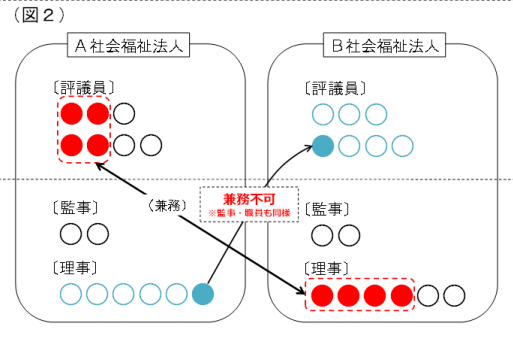 （図２）
Ａ社会福祉法人
Ｂ社会福祉法人
〔評議員〕
〔評議員〕
兼務不可
※監事・職員も同様
〔監事〕
（兼務〕
〔監事〕
〔理事〕
〔理事〕